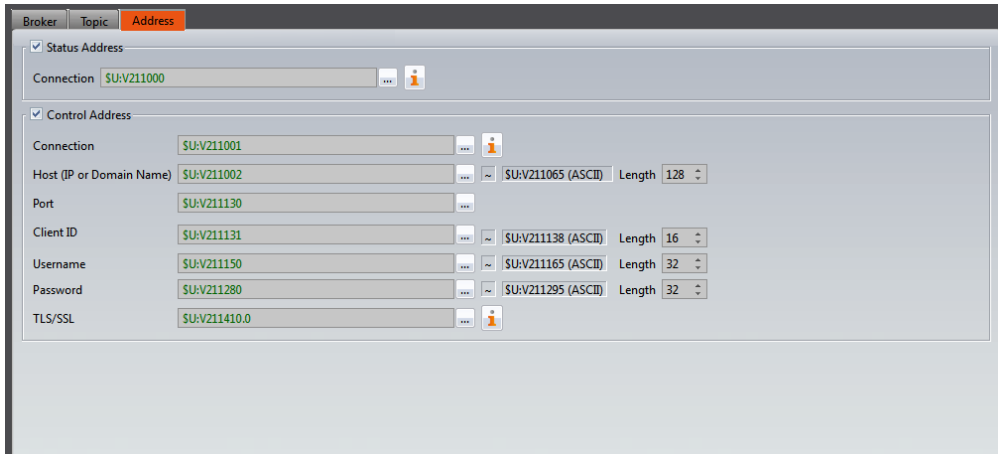 Broker Topic Address
Status Address
Connection $U:V211000 ...
Control Address
Connection $U:V211001 ...
Host (IP or Domain Name) $U:V211002 ... ~ $U:V211065 (ASCII) Length 128
Port $U:V211130 ...
Client ID $U:V211131 ... ~ $U:V211138 (ASCII) Length 16
Username $U:V211150 ... ~ $U:V211165 (ASCII) Length 32
Password $U:V211280 ... ~ $U:V211295 (ASCII) Length 32
TLS/SSL $U:V211410.0 ...